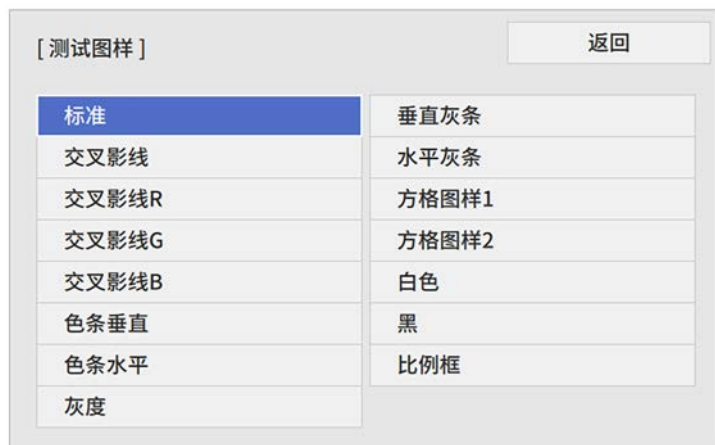 [ 测试图样 ]
返回
标准
交叉影线
交叉影线R
交叉影线G
交叉影线B
色条垂直
色条水平
灰度
垂直灰条
水平灰条
方格图样1
方格图样2
白色
黑
比例框